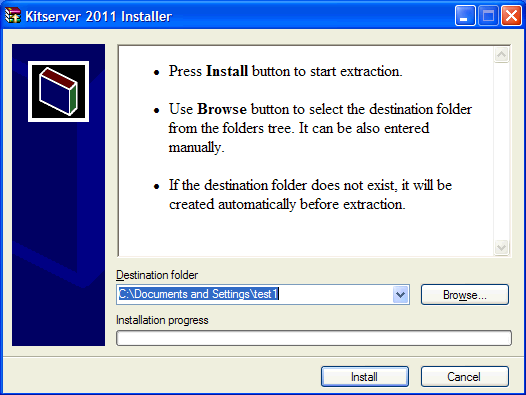 Kitserver 2011 Installer
• Press Install button to start extraction.
• Use Browse button to select the destination folder
from the folders tree. It can be also entered
manually.
• If the destination folder does not exist, it will be
created automatically before extraction.
Destination folder
C:\Documents and Settings\test1
Browse...
Installation progress
Install
Cancel